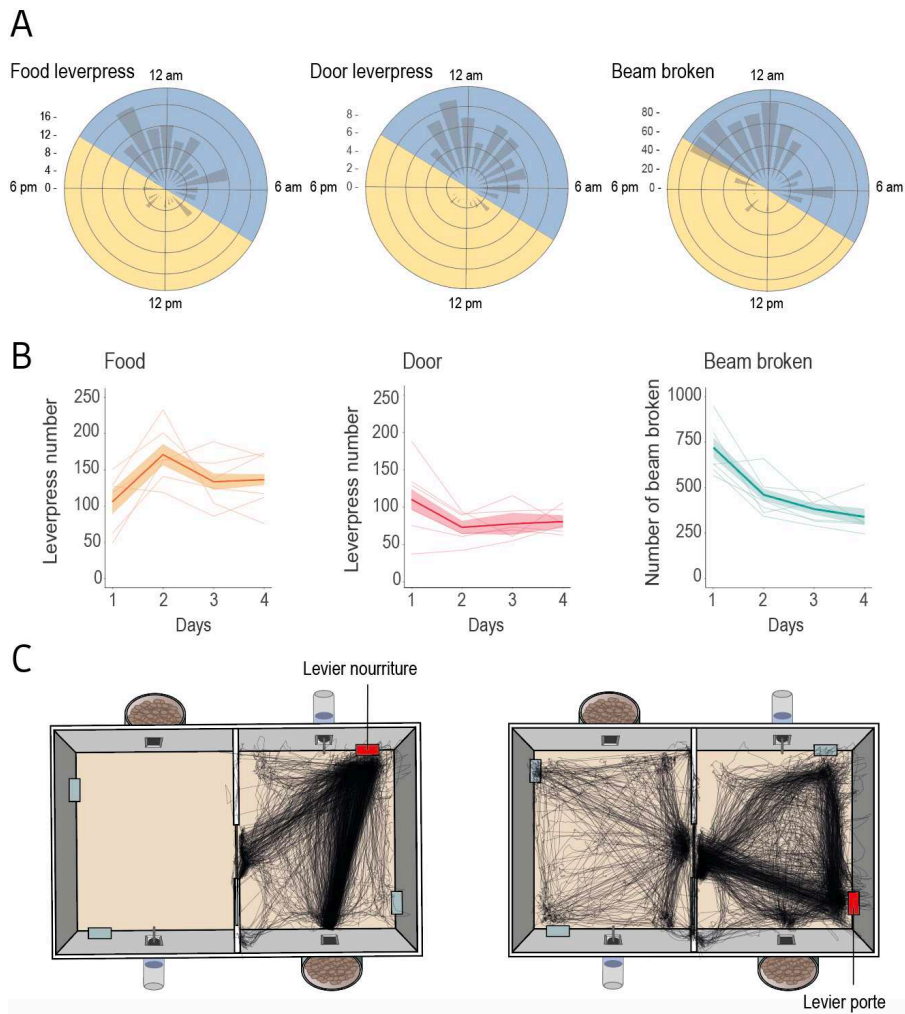 A
Food leverpress
12 am
16 -
12 -
8 -
4 -
6 pm 0 -
6 am
12 pm
Door leverpress
12 am
8 -
6 -
4 -
2 -
6 pm 0 -
6 am
12 pm
Beam broken
12 am
80 -
60 -
40 -
20 -
6 pm 0 -
6 am
12 pm
B
Food
Leverpress number
250
200
150
100
50
0
1 2 3 4
Days
Door
Leverpress number
250
200
150
100
50
0
1 2 3 4
Days
Beam broken
Number of beam broken
1000
750
500
250
0
1 2 3 4
Days
C
Levier nourriture
Levier porte